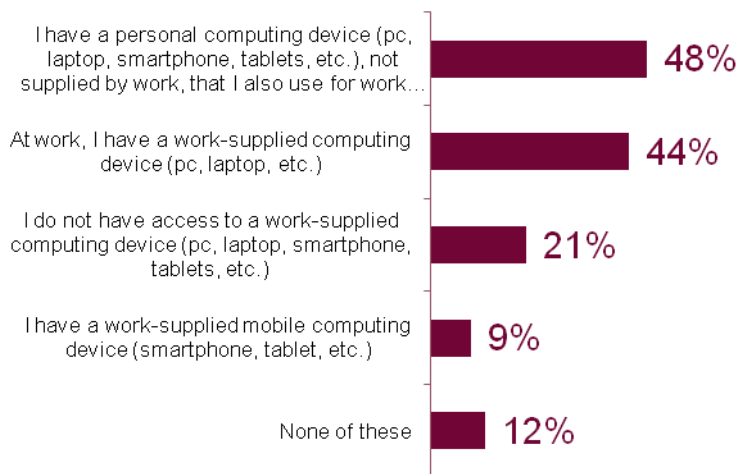 I have a personal computing device (pc,
laptop, smartphone, tablets, etc.), not
supplied by work, that I also use for work...
48%
At work, I have a work-supplied computing
device (pc, laptop, etc.)
44%
I do not have access to a work-supplied
computing device (pc, laptop, smartphone,
tablets, etc.)
21%
I have a work-supplied mobile computing
device (smartphone, tablet, etc.)
9%
None of these
12%